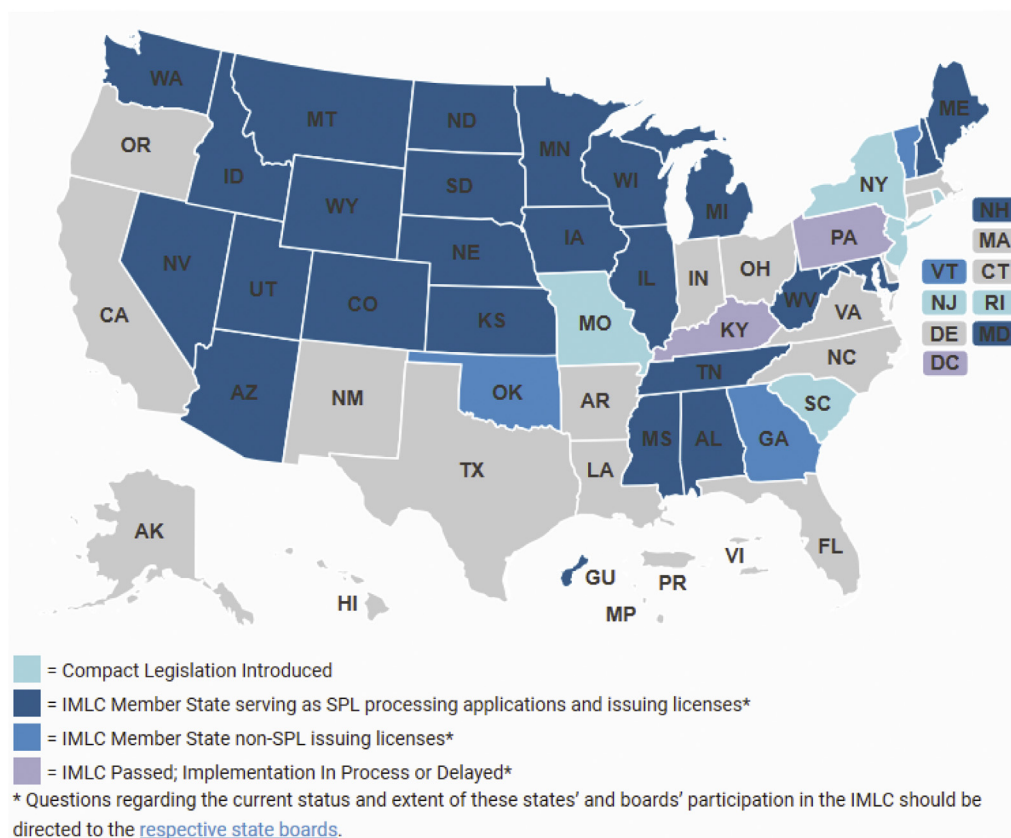 WA
MT
ND
MN
ME
OR
ID
SD
WI
NY
WY
MI
NH
IA
PA
MA
NE
NV
UT
CO
IL
IN
OH
VT
CT
WV
NJ
RI
CA
KS
MO
KY
VA
DE
MD
DC
NC
TN
AZ
NM
OK
AR
SC
MS
AL
GA
TX
LA
AK
FL
VI
GU
PR
HI
MP
= Compact Legislation Introduced
= IMLC Member State serving as SPL processing applications and issuing licenses*
= IMLC Member State non-SPL issuing licenses*
= IMLC Passed; Implementation In Process or Delayed*
* Questions regarding the current status and extent of these states' and boards' participation in the IMLC should be
directed to the respective state boards.